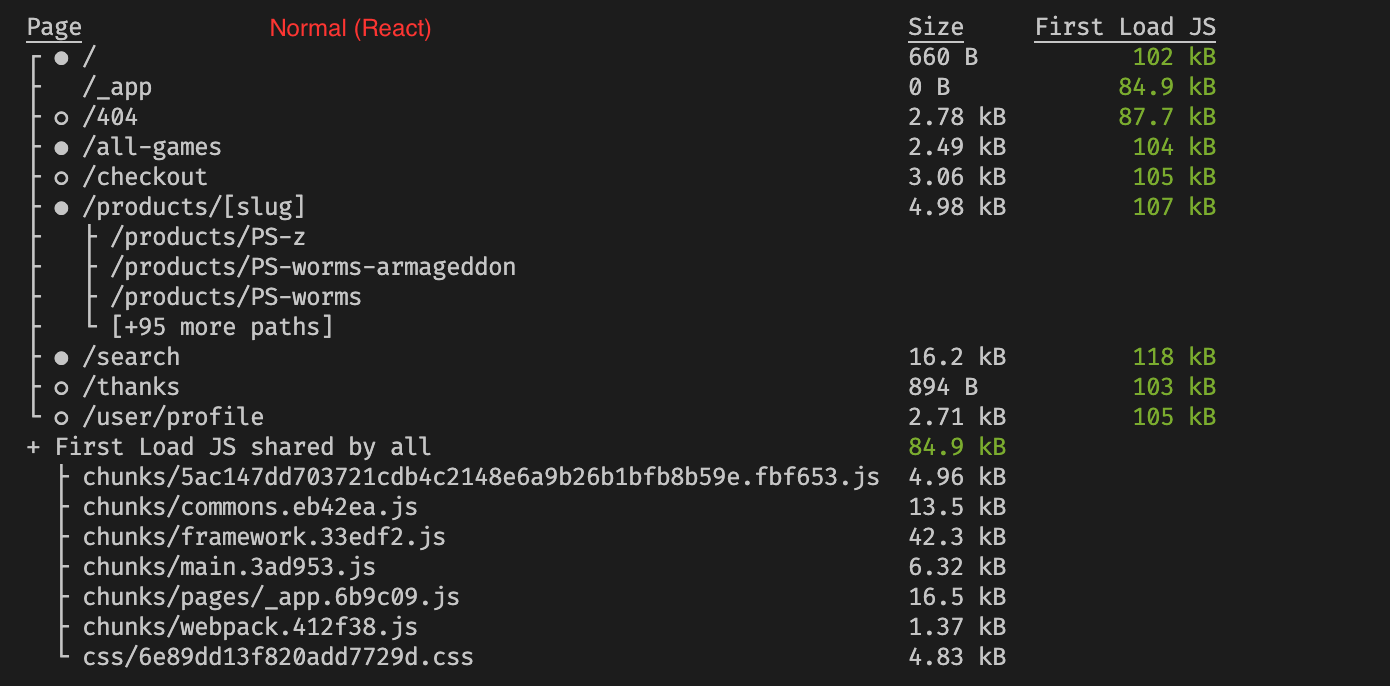 Page Normal (React) Size First Load JS
┌ ● / 660 B 102 kB
├ /_app 0 B 84.9 kB
├ ○ /404 2.78 kB 87.7 kB
├ ● /all-games 2.49 kB 104 kB
├ ○ /checkout 3.06 kB 105 kB
├ ● /products/[slug] 4.98 kB 107 kB
├ ├ /products/PS-z
├ ├ /products/PS-worms-armageddon
├ ├ /products/PS-worms
├ └ [+95 more paths]
├ ● /search 16.2 kB 118 kB
├ ○ /thanks 894 B 103 kB
└ ○ /user/profile 2.71 kB 105 kB
+ First Load JS shared by all 84.9 kB
├ chunks/5ac147dd703721cdb4c2148e6a9b26b1bfb8b59e.fbf653.js 4.96 kB
├ chunks/commons.eb42ea.js 13.5 kB
├ chunks/framework.33edf2.js 42.3 kB
├ chunks/main.3ad953.js 6.32 kB
├ chunks/pages/_app.6b9c09.js 16.5 kB
├ chunks/webpack.412f38.js 1.37 kB
└ css/6e89dd13f820add7729d.css 4.83 kB